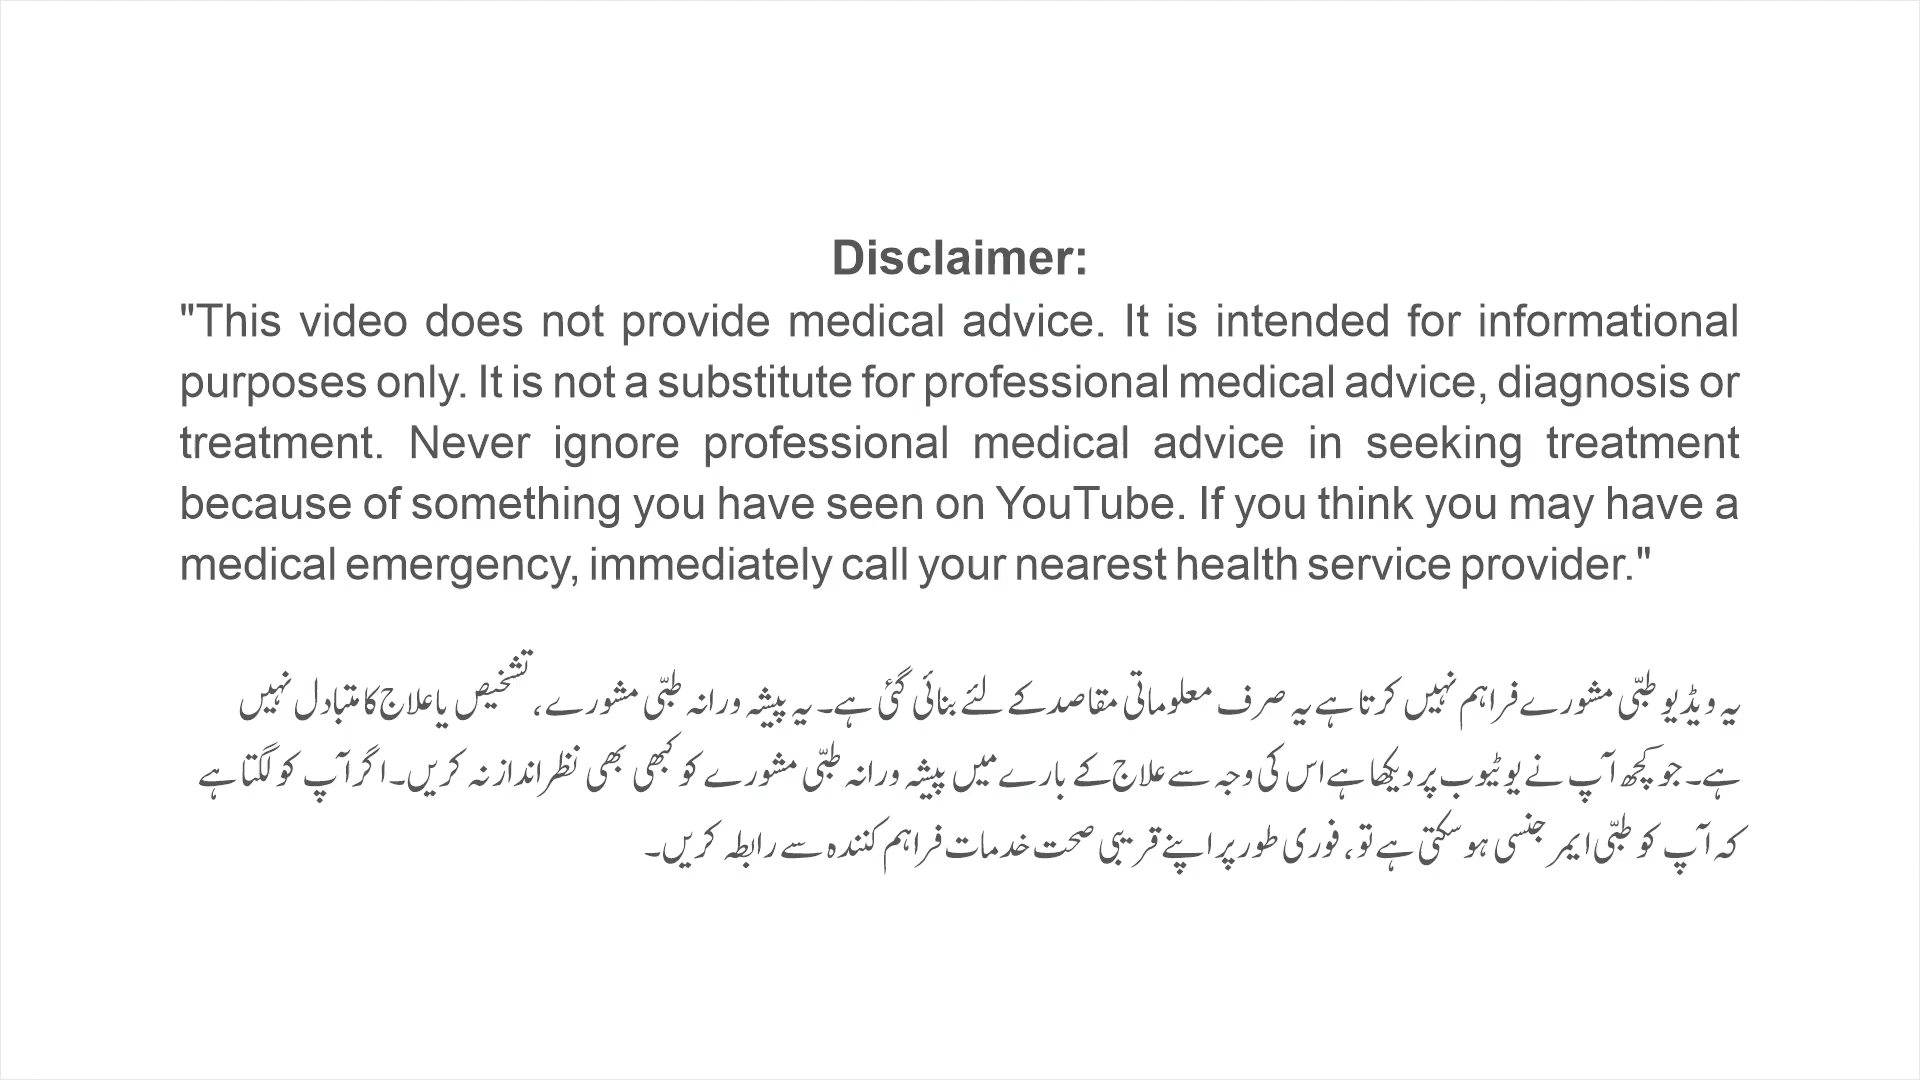 Disclaimer:
"This video does not provide medical advice. It is intended for informational
purposes only. It is not a substitute for professional medical advice, diagnosis or
treatment. Never ignore professional medical advice in seeking treatment
because of something you have seen on YouTube. If you think you may have a
medical emergency, immediately call your nearest health service provider."
یہ ویڈیو طبّی مشورے فراہم نہیں کرتا ہے یہ صرف معلوماتی مقاصد کے لئے بنائی گئی ہے۔ یہ پیشہ ورانہ طبّی مشورے، تشخیص یا علاج کا متبادل نہیں
ہے۔ جو کچھ آپ نے یوٹیوب پر دیکھا ہے اس کی وجہ سے علاج کے بارے میں پیشہ ورانہ طبّی مشورے کو کبھی بھی نظر انداز نہ کریں۔ اگر آپ کو لگتا ہے
کہ آپ کو طبّی ایمرجنسی ہو سکتی ہے تو، فوری طور پر اپنے قریبی صحت خدمات فراہم کنندہ سے رابطہ کریں۔